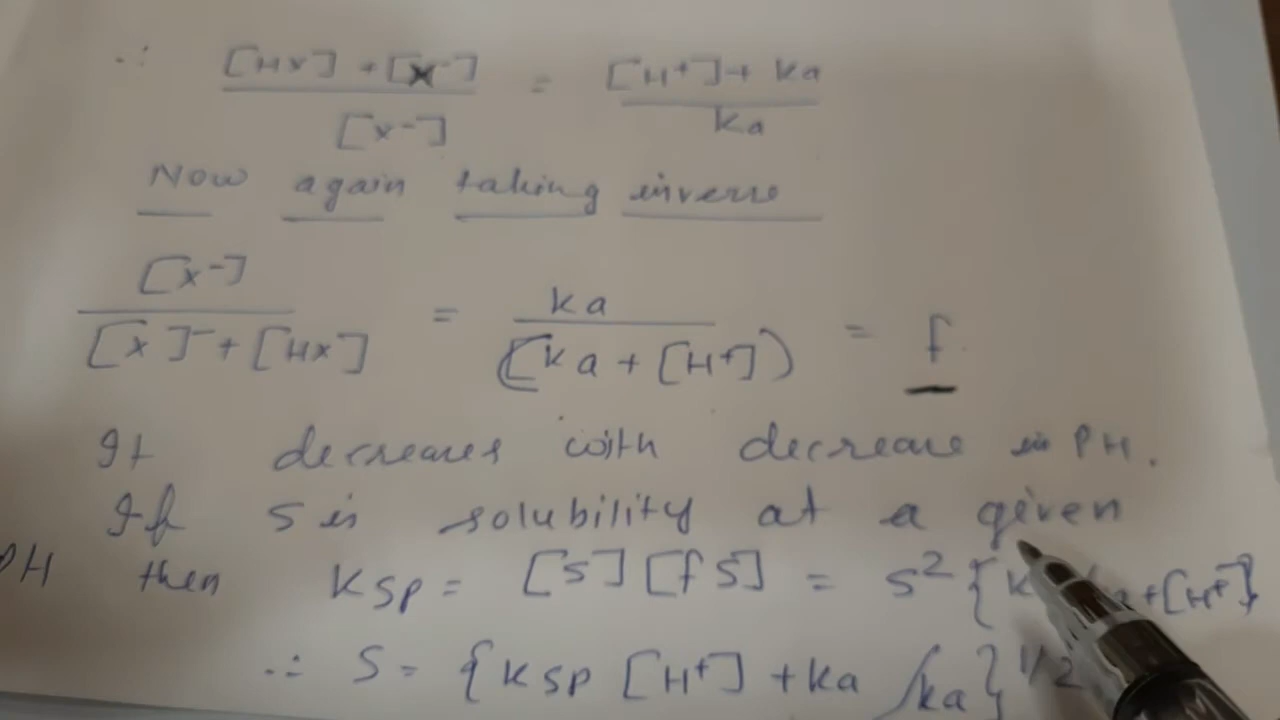 ∴ [HX] + [X-] / [X-] = [H+] + Ka / Ka
Now again taking inverse
[X-] / [X]- + [HX] = Ka / (Ka + [H+]) = f
It decreases with decrease in PH.
If S is solubility at a given
PH then KSP = [S] [fS] = S² { +[H+]}
∴ S = {KSP [H+] + Ka / Ka}1/2